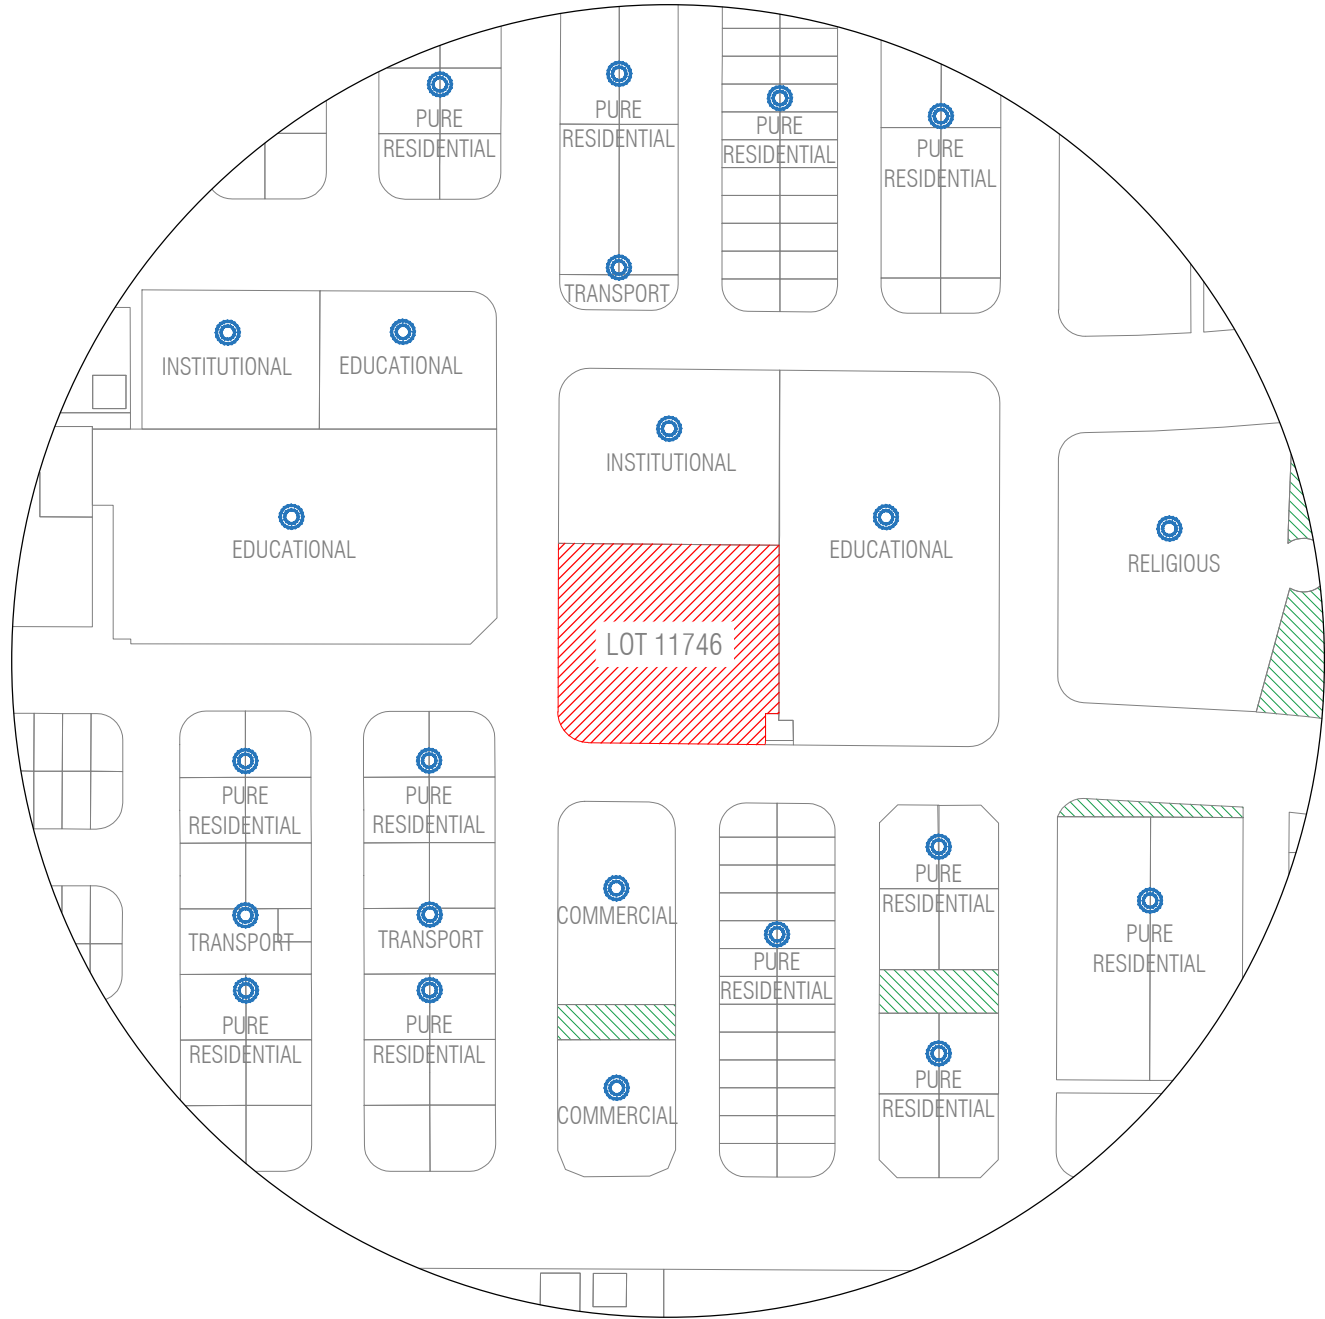 PURE
RESIDENTIAL
PURE
RESIDENTIAL
PURE
RESIDENTIAL
PURE
RESIDENTIAL
TRANSPORT
INSTITUTIONAL
EDUCATIONAL
INSTITUTIONAL
EDUCATIONAL
EDUCATIONAL
RELIGIOUS
LOT 11746
PURE
RESIDENTIAL
PURE
RESIDENTIAL
PURE
RESIDENTIAL
COMMERCIAL
TRANSPORT
TRANSPORT
PURE
RESIDENTIAL
PURE
RESIDENTIAL
PURE
RESIDENTIAL
PURE
RESIDENTIAL
PURE
RESIDENTIAL
COMMERCIAL